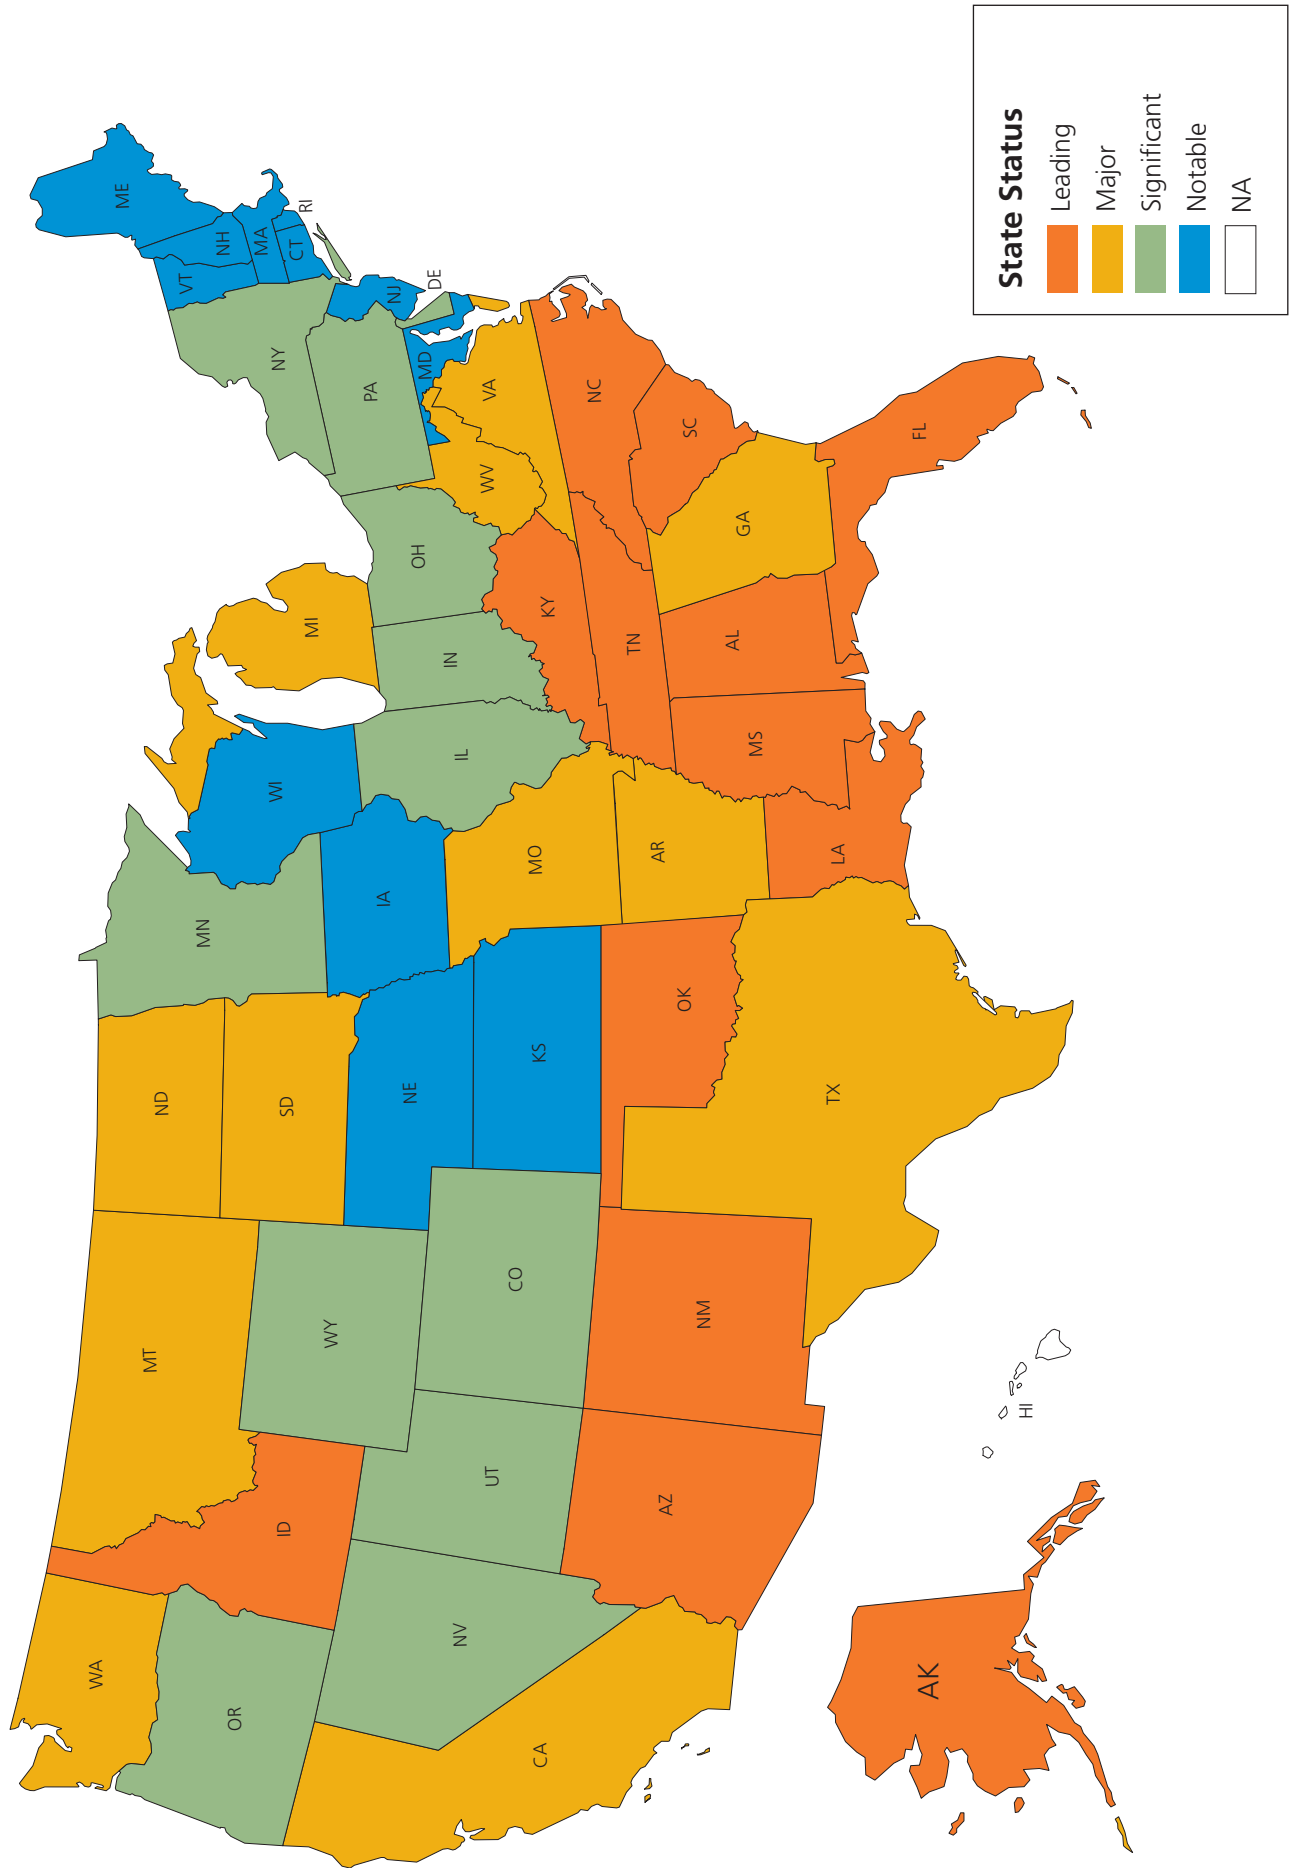 WA
MT
ND
MN
ME
OR
ID
SD
WI
MI
VT
NH
MA
RI
CT
NY
WY
NE
IA
PA
NJ
DE
MD
NV
UT
CO
KS
IL
IN
OH
WV
VA
CA
MO
KY
NC
TN
AZ
NM
OK
AR
SC
MS
AL
GA
TX
LA
FL
AK
HI
State Status
Leading
Major
Significant
Notable
NA